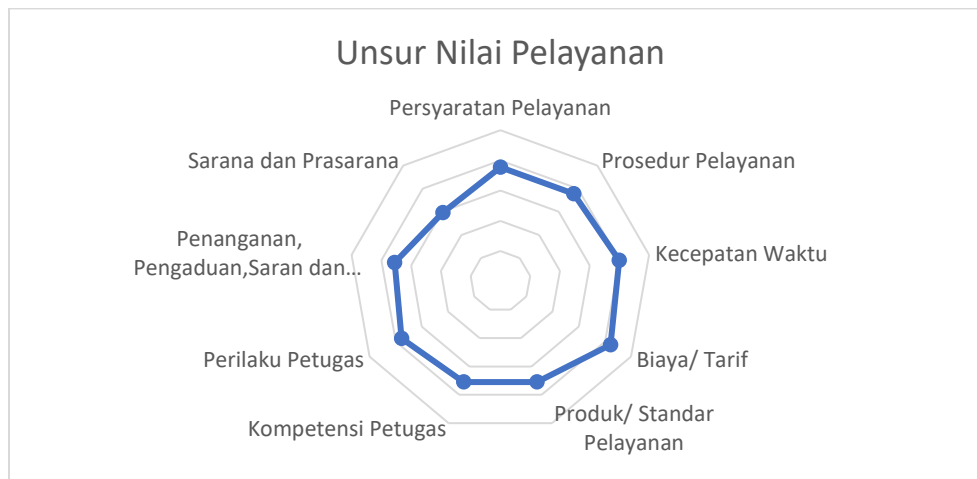 Unsur Nilai Pelayanan
Persyaratan Pelayanan
Prosedur Pelayanan
Kecepatan Waktu
Biaya/ Tarif
Produk/ Standar
Pelayanan
Kompetensi Petugas
Perilaku Petugas
Penanganan,
Pengaduan,Saran dan…
Sarana dan Prasarana